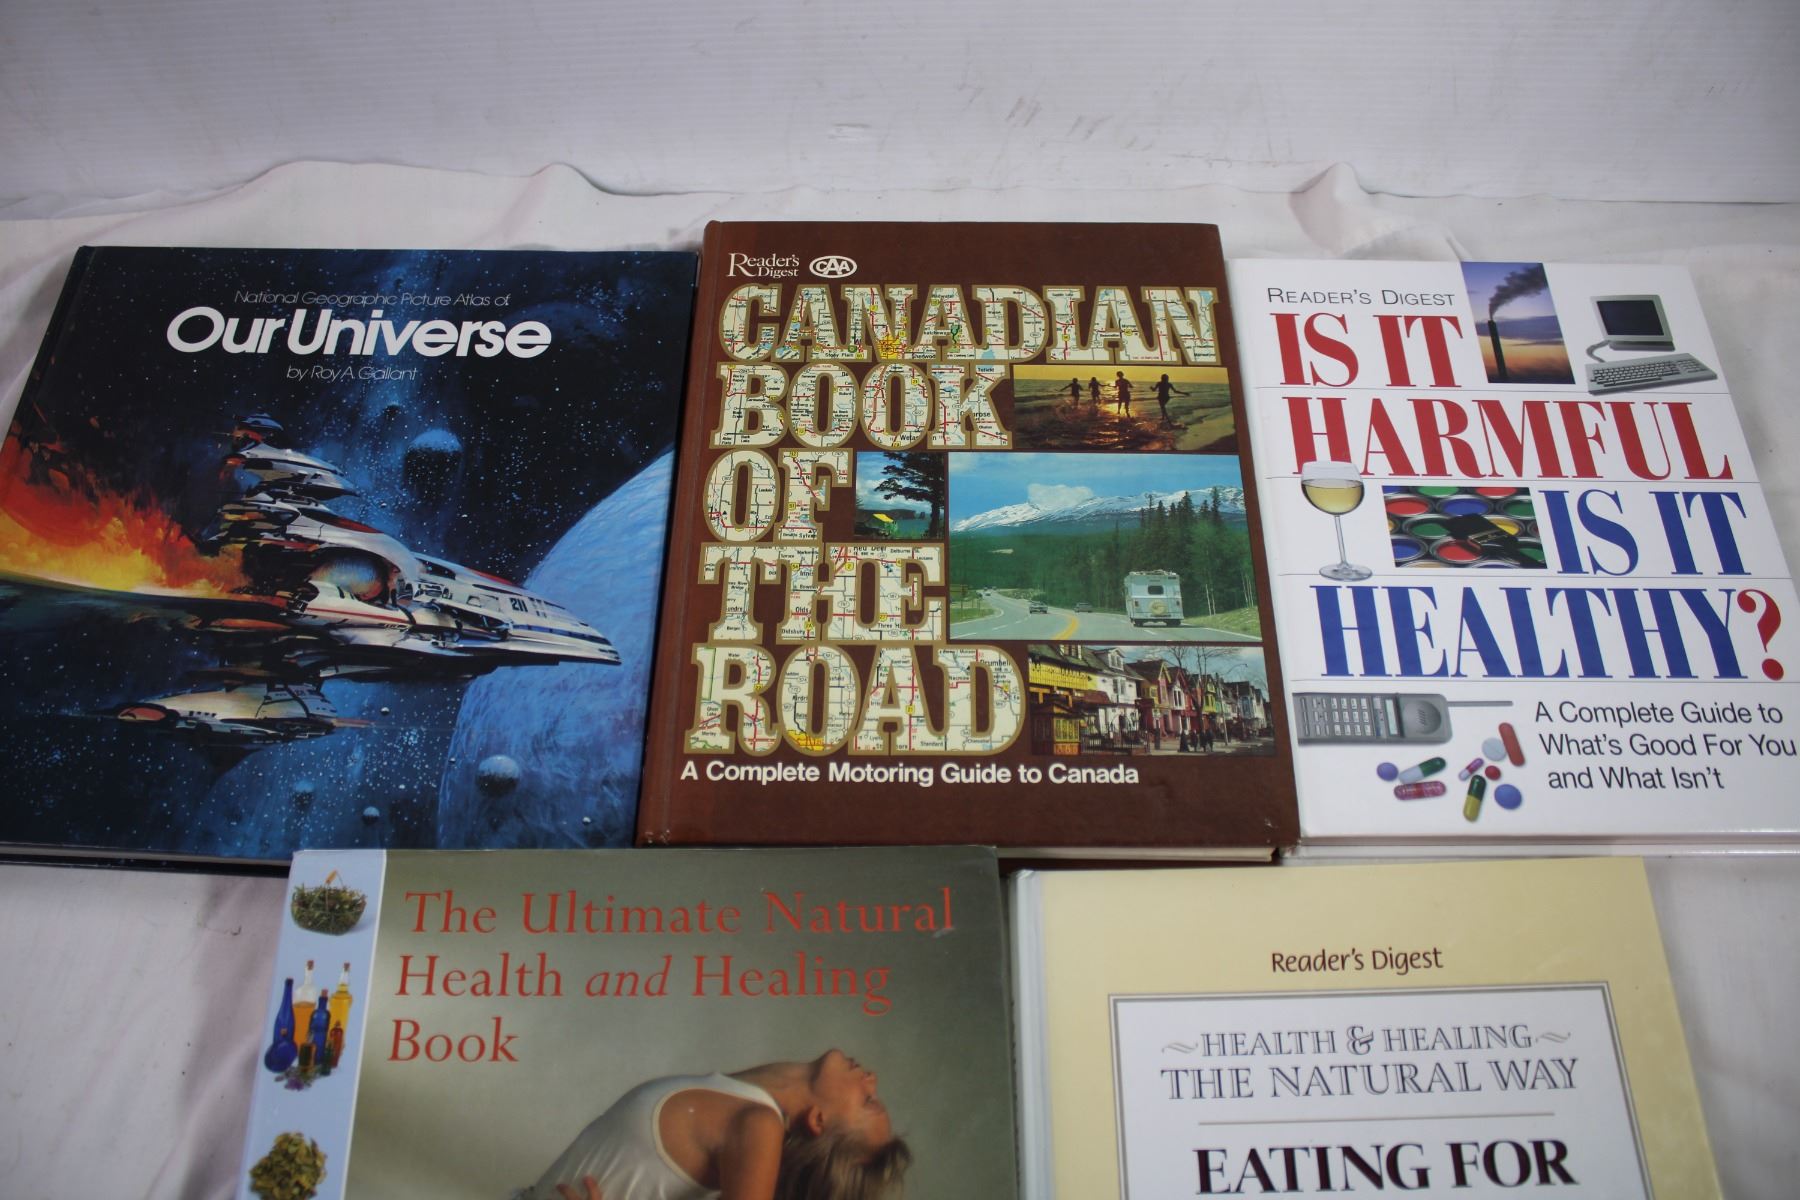 National Geographic Picture Atlas of
Our Universe
by Roy A. Gallant
211
Reader's Digest
CAA
CANADIAN
BOOK
OF
THE
ROAD
A Complete Motoring Guide to Canada
READER'S DIGEST
IS IT
HARMFUL
IS IT
HEALTHY?
A Complete Guide to
What's Good For You
and What Isn't
The Ultimate Natural
Health and Healing
Book
Reader's Digest
HEALTH & HEALING
THE NATURAL WAY
EATING FOR